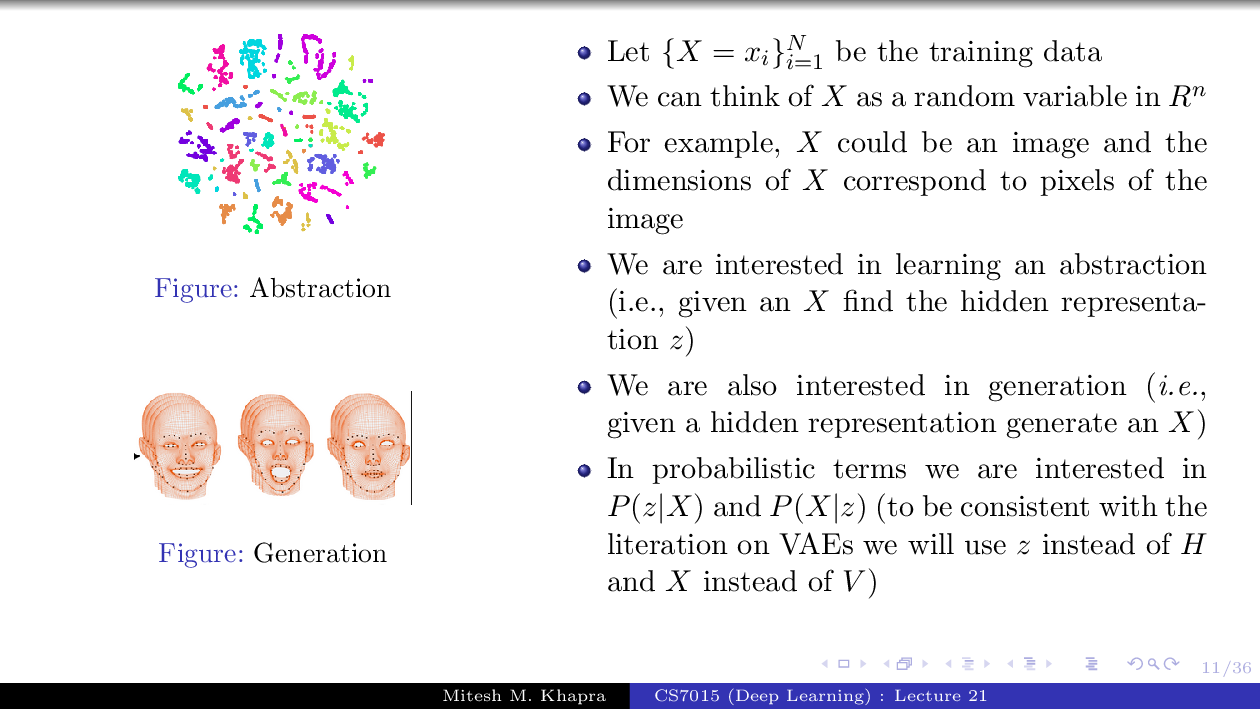 Figure: Abstraction
Figure: Generation
Let {X = x_i}_{i=1}^N be the training data
We can think of X as a random variable in R^n
For example, X could be an image and the
dimensions of X correspond to pixels of the
image
We are interested in learning an abstraction
(i.e., given an X find the hidden representa-
tion z)
We are also interested in generation (i.e.,
given a hidden representation generate an X)
In probabilistic terms we are interested in
P(z|X) and P(X|z) (to be consistent with the
literation on VAEs we will use z instead of H
and X instead of V)
11/36
Mitesh M. Khapra
CS7015 (Deep Learning) : Lecture 21